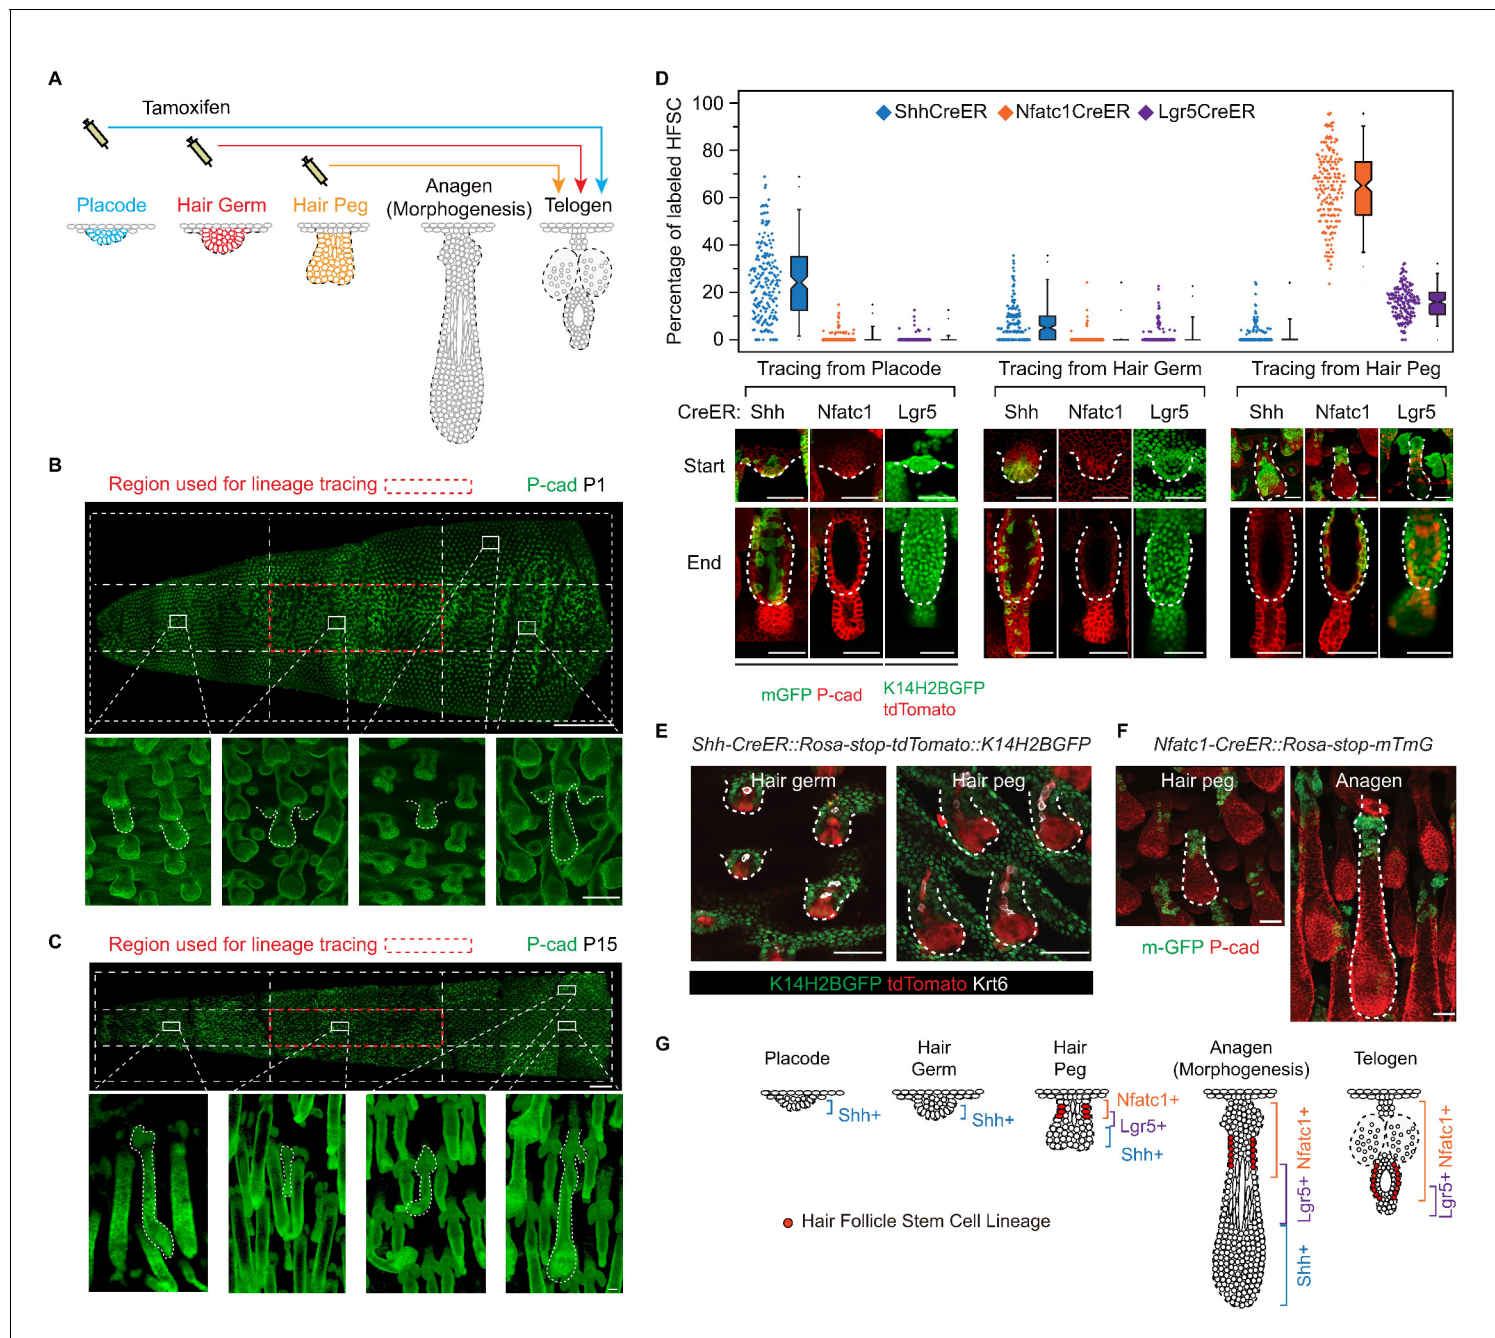 A
Tamoxifen
Placode
Hair Germ
Hair Peg
Anagen
(Morphogenesis)
Telogen
B
Region used for lineage tracing
P-cad P1
C
Region used for lineage tracing
P-cad P15
D
Percentage of labeled HFSC
100
80
60
40
20
0
ShhCreER
Nfatc1CreER
Lgr5CreER
Tracing from Placode
Tracing from Hair Germ
Tracing from Hair Peg
CreER: Shh Nfatc1 Lgr5
Shh Nfatc1 Lgr5
Shh Nfatc1 Lgr5
Start
End
mGFP P-cad
K14H2BGFP
tdTomato
E
Shh-CreER::Rosa-stop-tdTomato::K14H2BGFP
Hair germ
Hair peg
K14H2BGFP tdTomato Krt6
F
Nfatc1-CreER::Rosa-stop-mTmG
Hair peg
Anagen
m-GFP P-cad
G
Placode
Hair
Germ
Hair
Peg
Anagen
(Morphogenesis)
Telogen
Shh+
Shh+
Nfatc1+
Lgr5+
Shh+
Nfatc1+
Lgr5+
Shh+
Nfatc1+
Lgr5+
Hair Follicle Stem Cell Lineage